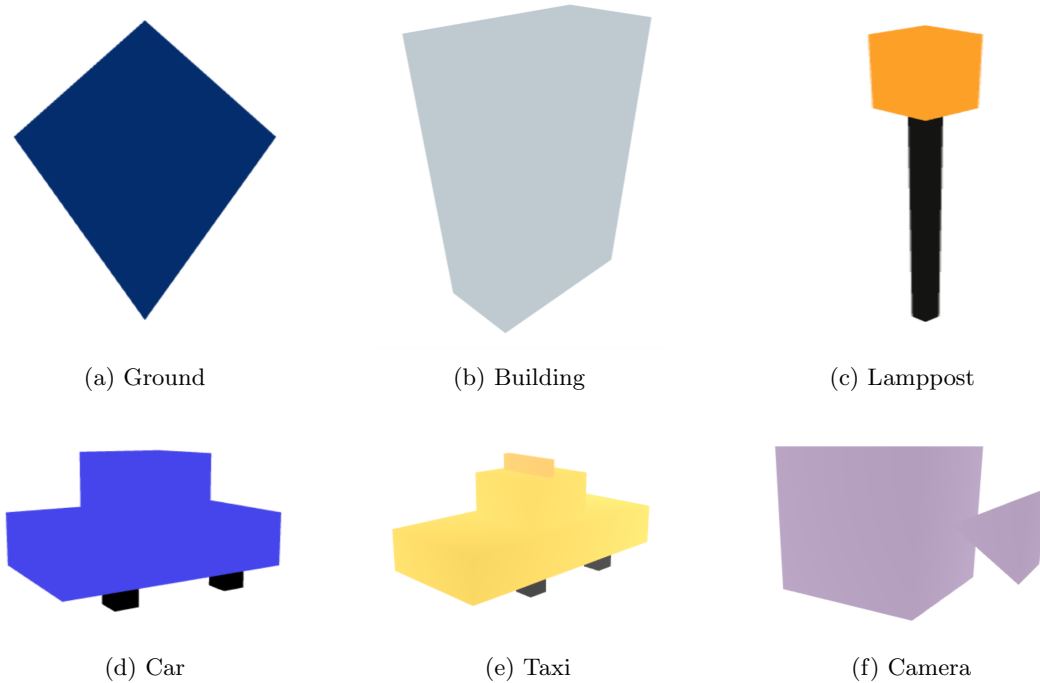 (a) Ground
(b) Building
(c) Lamppost
(d) Car
(e) Taxi
(f) Camera